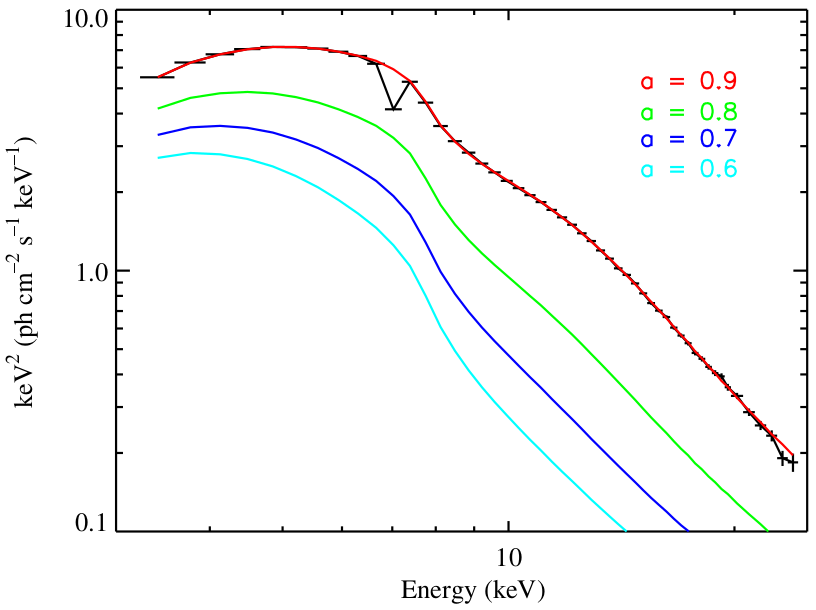 10.0
a = 0.9
a = 0.8
a = 0.7
a = 0.6
keV² (ph cm⁻² s⁻¹ keV⁻¹)
1.0
0.1
10
Energy (keV)